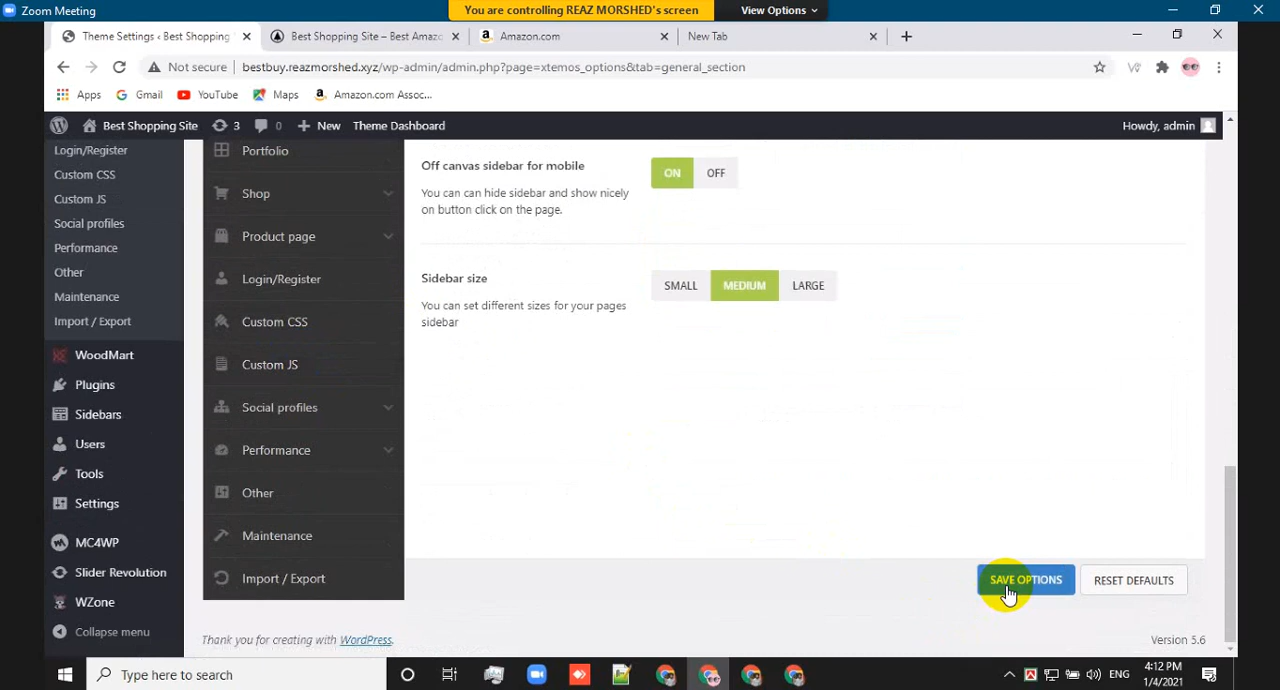 Zoom Meeting
You are controlling REAZ MORSHED's screen
View Options
Theme Settings ‹ Best Shopping
Best Shopping Site – Best Amaz
Amazon.com
New Tab
Not secure
bestbuy.reazmorshed.xyz/wp-admin/admin.php?page=xtemos_options&tab=general_section
Apps
Gmail
YouTube
Maps
Amazon.com Assoc...
Best Shopping Site
3
0
New
Theme Dashboard
Howdy, admin
Login/Register
Custom CSS
Custom JS
Social profiles
Performance
Other
Maintenance
Import / Export
WoodMart
Plugins
Sidebars
Users
Tools
Settings
MC4WP
Slider Revolution
WZone
Collapse menu
Portfolio
Shop
Product page
Login/Register
Custom CSS
Custom JS
Social profiles
Performance
Other
Maintenance
Import / Export
Off canvas sidebar for mobile
You can can hide sidebar and show nicely
on button click on the page.
ON
OFF
Sidebar size
You can set different sizes for your pages
sidebar
SMALL
MEDIUM
LARGE
SAVE OPTIONS
RESET DEFAULTS
Thank you for creating with WordPress.
Version 5.6
Type here to search
ENG
4:12 PM
1/4/2021